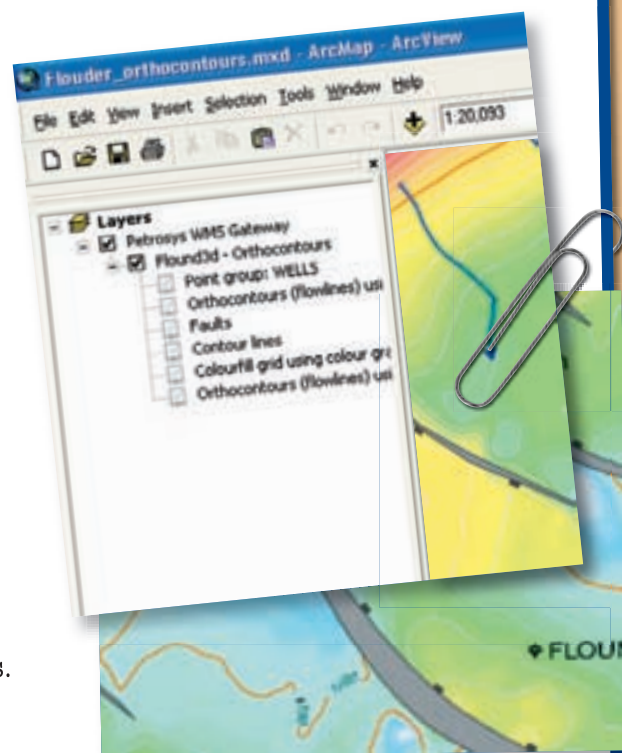 Flouder_orthocontours.mxd - ArcMap - ArcView
File Edit View Insert Selection Tools Window Help
1:20,093
Layers
Petrosys WMS Gateway
Flound3d - Orthocontours
Point group: WELLS
Orthocontours (flowlines) usi
Faults
Contour lines
Colourfill grid using colour gra
Orthocontours (flowlines) usi
FLOUN
s.